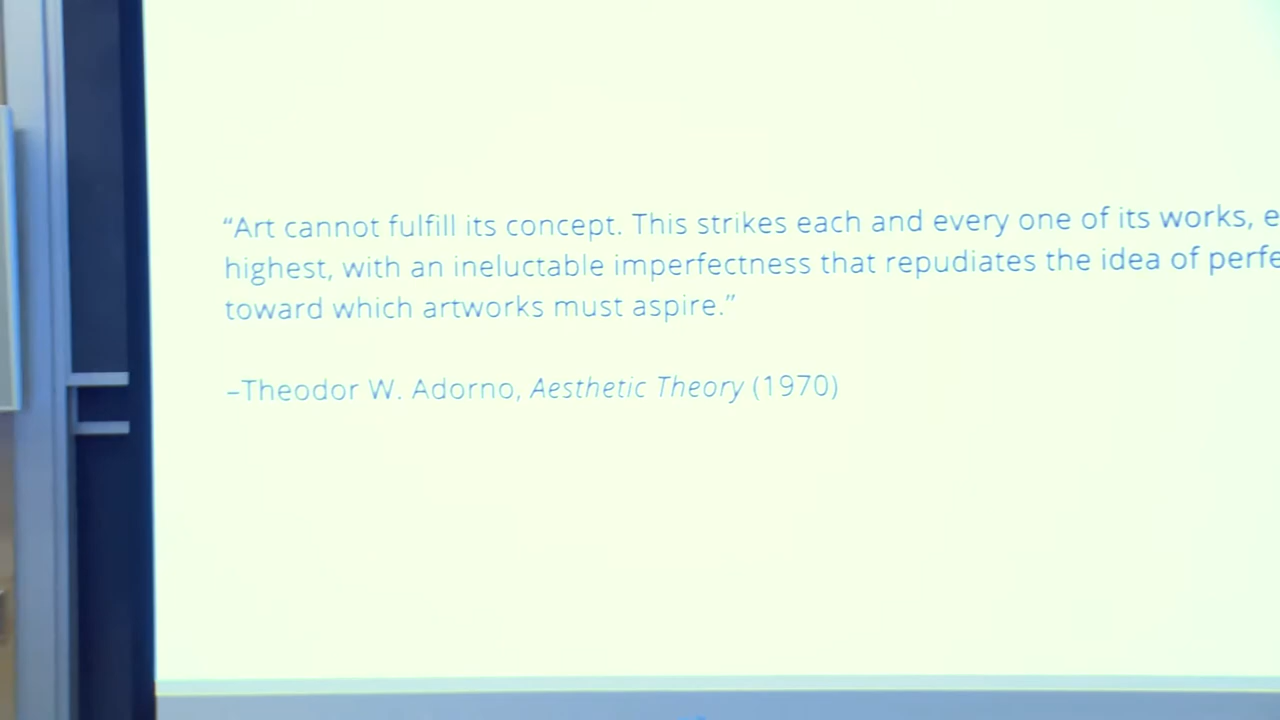 “Art cannot fulfill its concept. This strikes each and every one of its works,
highest, with an ineluctable imperfectness that repudiates the idea of
toward which artworks must aspire.”
–Theodor W. Adorno, Aesthetic Theory (1970)